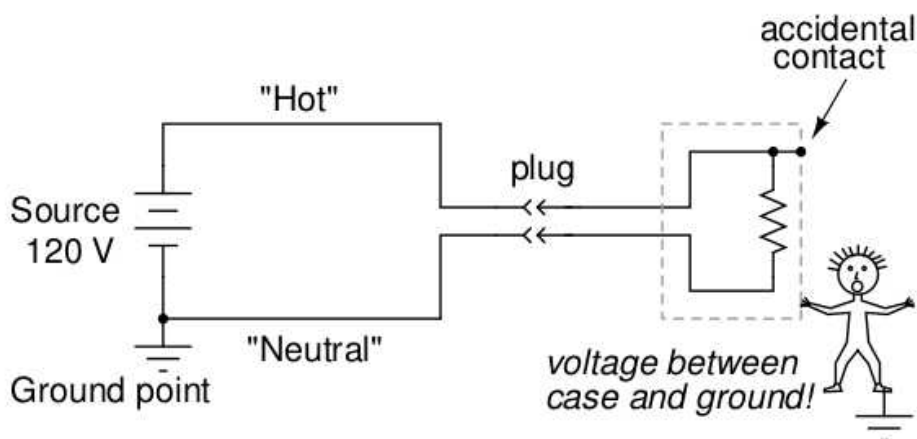 accidental
contact
"Hot"
plug
Source
120 V
"Neutral"
Ground point
voltage between
case and ground!